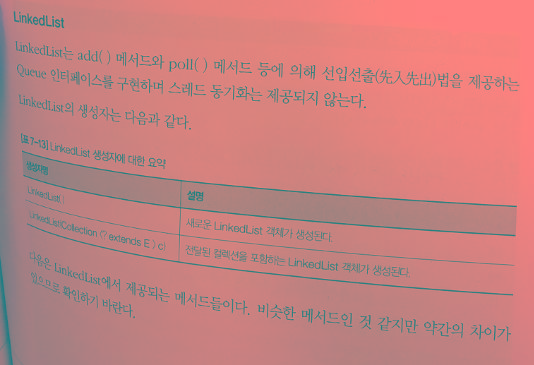 LinkedList
LinkedList는 add( ) 메서드와 poll( ) 메서드 등에 의해 선입선출(先入先出)법을 제공하는
Queue 인터페이스를 구현하며 스레드 동기화는 제공되지 않는다.
LinkedList의 생성자는 다음과 같다.
[표 7-13] LinkedList 생성자에 대한 요약
생성자명 설명
LinkedList( ) 새로운 LinkedList 객체가 생성된다.
LinkedList(Collection <? extends E > c) 전달된 컬렉션을 포함하는 LinkedList 객체가 생성된다.
다음은 LinkedList에서 제공되는 메서드들이다. 비슷한 메서드인 것 같지만 약간의 차이가
있으므로 확인하기 바란다.